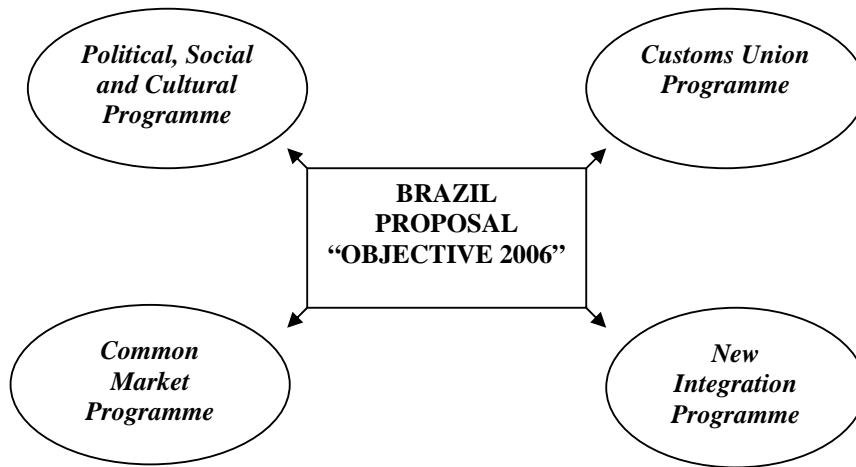 Political, Social
and Cultural
Programme
Customs Union
Programme
BRAZIL
PROPOSAL
“OBJECTIVE 2006”
Common
Market
Programme
New
Integration
Programme